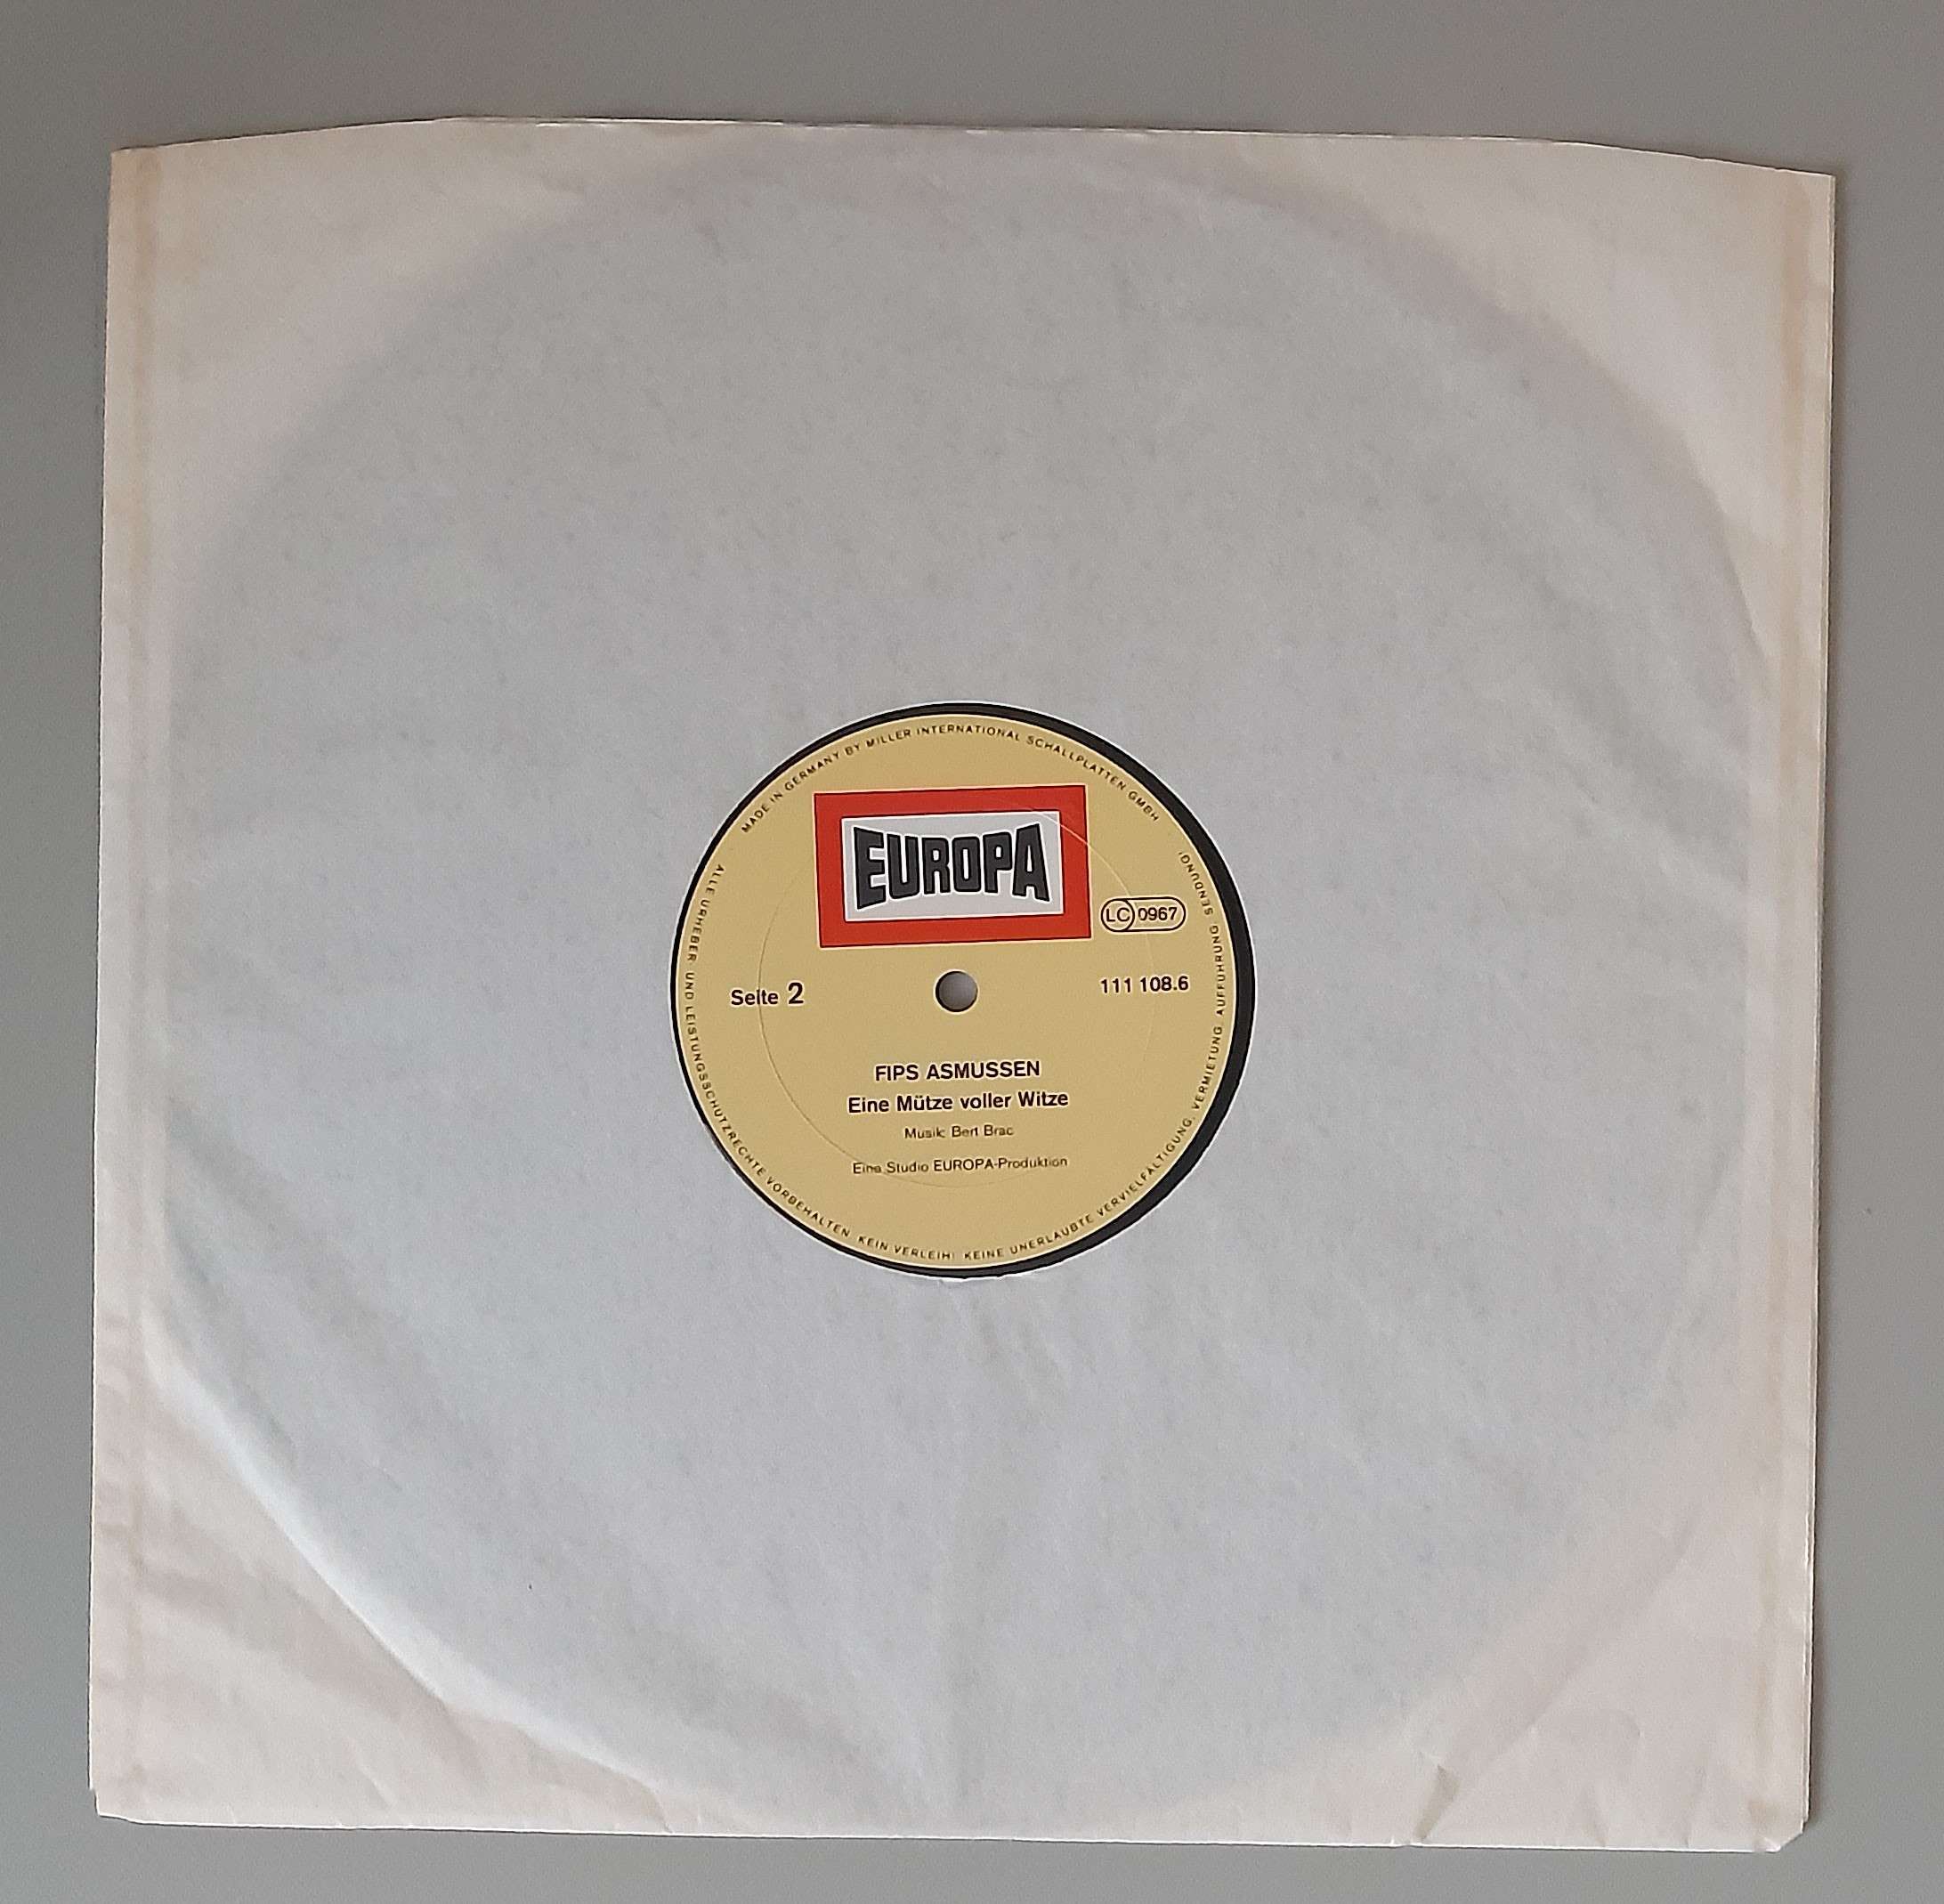 MADE IN GERMANY BY MILLER INTERNATIONAL SCHALLPLATTEN GMBH
EUROPA
LC 0967
Seite 2
111 108.6
FIPS ASMUSSEN
Eine Mütze voller Witze
Musik: Bert Brac
Eine Studio EUROPA-Produktion
ALLE URHEBER- UND LEISTUNGSSCHUTZRECHTE VORBEHALTEN. KEIN VERLEIH! KEINE UNERLAUBTE VERVIELFÄLTIGUNG, VERMIETUNG, AUFFÜHRUNG, SENDUNG!